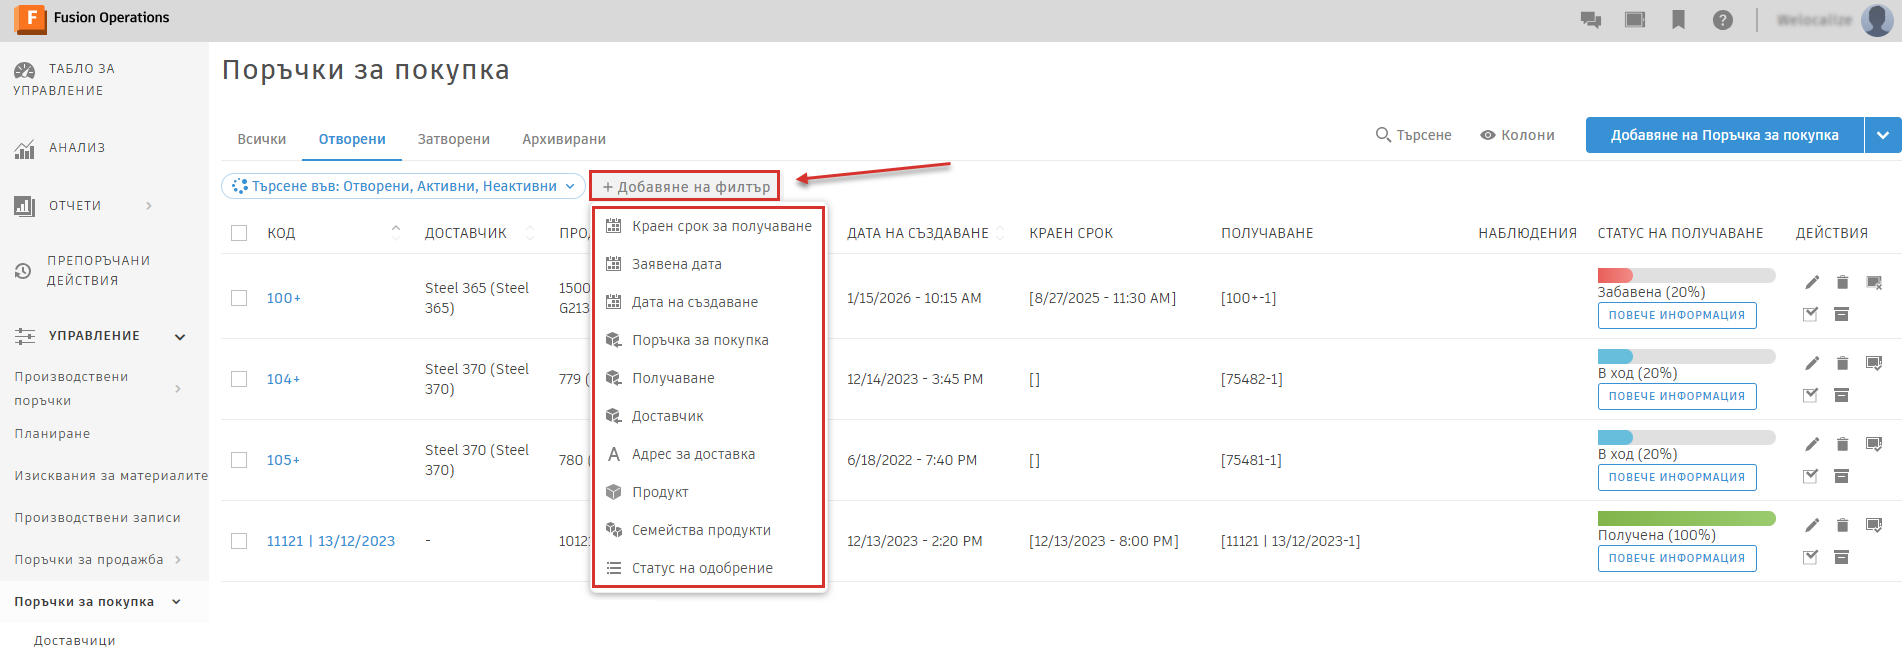 Fusion Operations
ТАБЛО ЗА
УПРАВЛЕНИЕ
АНАЛИЗ
ОТЧЕТИ
ПРЕПОРЪЧАНИ
ДЕЙСТВИЯ
УПРАВЛЕНИЕ
Производствени
поръчки
Планиране
Изисквания за материалите
Производствени записи
Поръчки за продажба
Поръчки за покупка
Доставчици
Поръчки за покупка
Всички Отворени Затворени Архивирани
Търсене Колони Добавяне на Поръчка за покупка
Търсене във: Отворени, Активни, Неактивни + Добавяне на филтър
Краен срок за получаване
Заявена дата
Дата на създаване
Поръчка за покупка
Получаване
Доставчик
Адрес за доставка
Продукт
Семейства продукти
Статус на одобрение
КОД ДОСТАВЧИК ДАТА НА СЪЗДАВАНЕ КРАЕН СРОК ПОЛУЧАВАНЕ НАБЛЮДЕНИЯ СТАТУС НА ПОЛУЧАВАНЕ ДЕЙСТВИЯ
100+ Steel 365 (Steel 1500 1/15/2026 - 10:15 AM [8/27/2025 - 11:30 AM] [100+-1] Забавена (20%)
365) G213 ПОВЕЧЕ ИНФОРМАЦИЯ
104+ Steel 370 (Steel 779 ( 12/14/2023 - 3:45 PM [] [75482-1] В ход (20%)
370) ПОВЕЧЕ ИНФОРМАЦИЯ
105+ Steel 370 (Steel 780 ( 6/18/2022 - 7:40 PM [] [75481-1] В ход (20%)
370) ПОВЕЧЕ ИНФОРМАЦИЯ
11121 | 13/12/2023 - 1012 12/13/2023 - 2:20 PM [12/13/2023 - 8:00 PM] [11121 | 13/12/2023-1] Получена (100%)
ПОВЕЧЕ ИНФОРМАЦИЯ